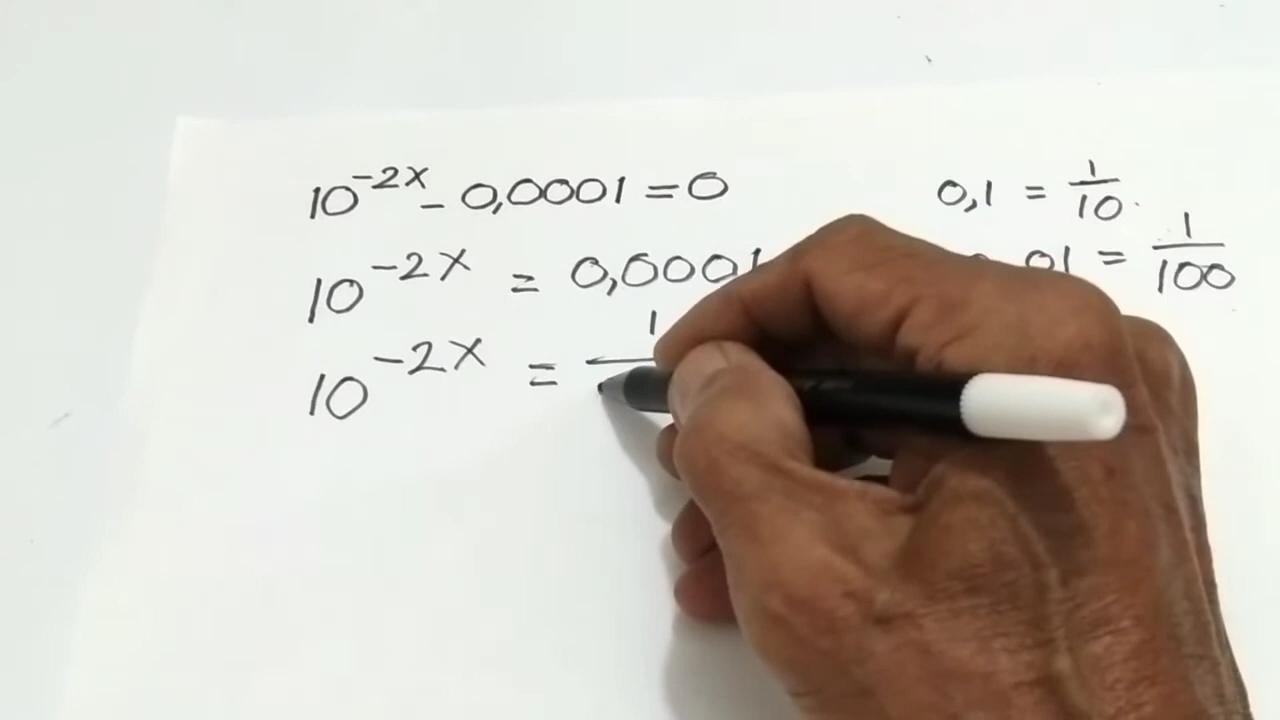 10^{-2x} - 0,0001 = 0
10^{-2x} = 0,0001
10^{-2x} = 1/
0,1 = 1/10
01 = 1/100